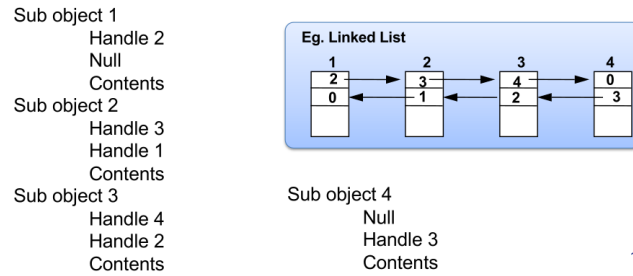 Sub object 1
Handle 2
Null
Contents
Sub object 2
Handle 3
Handle 1
Contents
Sub object 3
Handle 4
Handle 2
Contents
Eg. Linked List
1 2 3 4
2 3 4 0
0 1 2 3
Sub object 4
Null
Handle 3
Contents